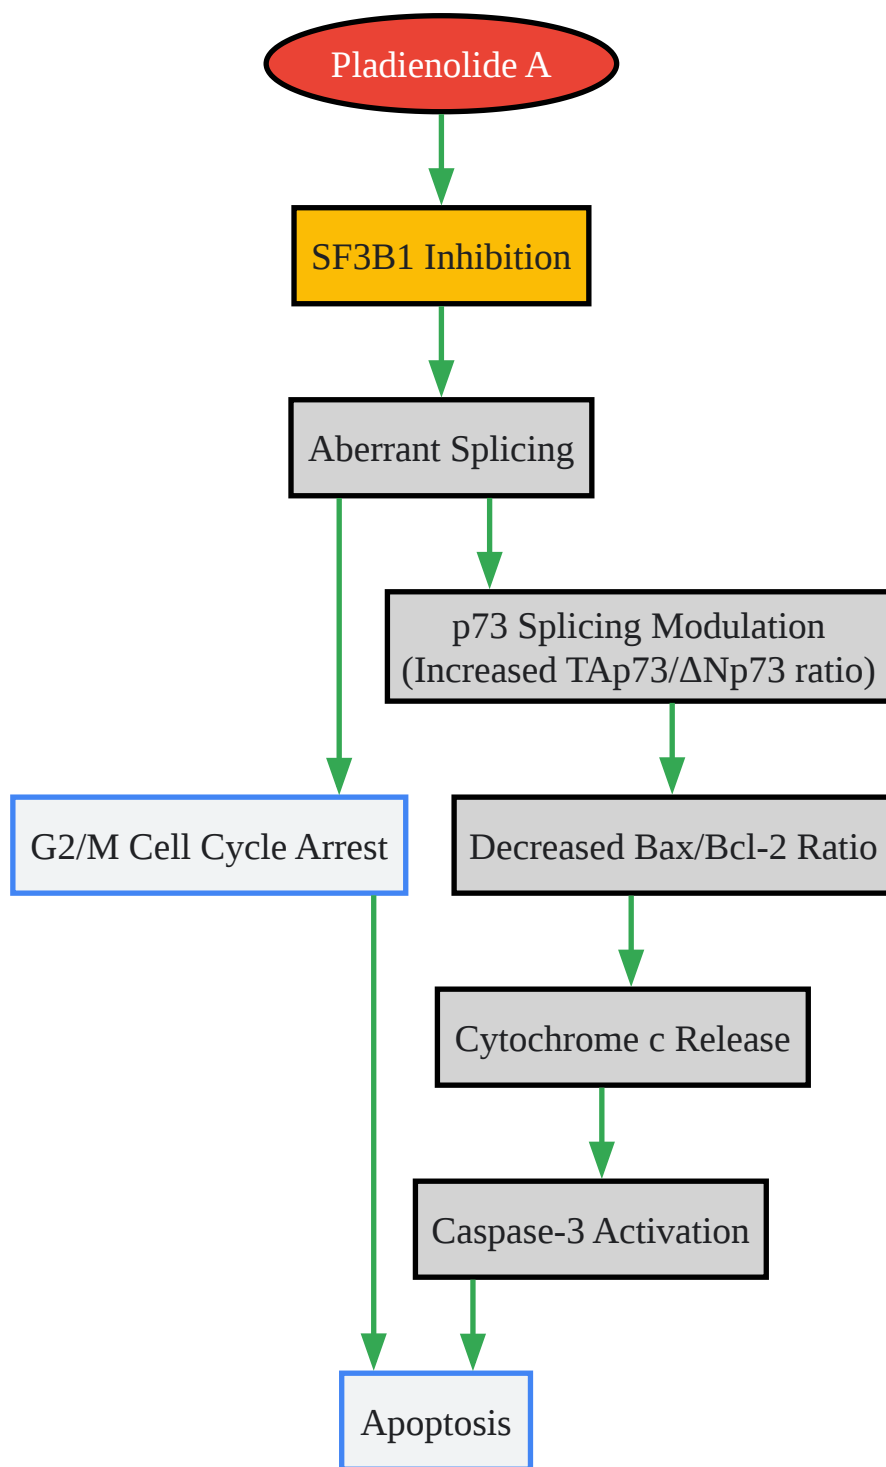 Pladienolide A
SF3B1 Inhibition
Aberrant Splicing
p73 Splicing Modulation
(Increased TAp73/ΔNp73 ratio)
G2/M Cell Cycle Arrest
Decreased Bax/Bcl-2 Ratio
Cytochrome c Release
Caspase-3 Activation
Apoptosis